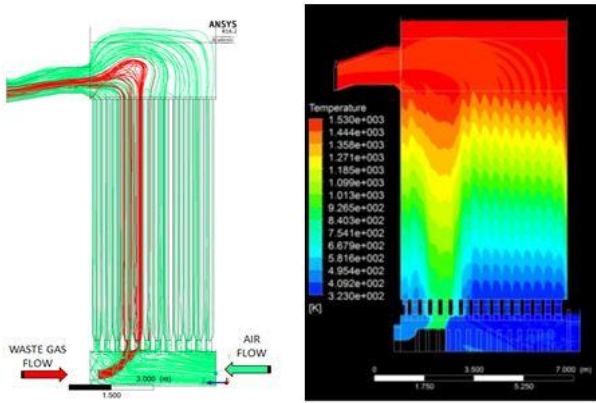 ANSYS
R16.2
Academic
WASTE GAS
FLOW
AIR
FLOW
3.000 (m)
1.500
Temperature
1.530e+003
1.444e+003
1.358e+003
1.271e+003
1.185e+003
1.099e+003
1.013e+003
9.265e+002
8.403e+002
7.541e+002
6.679e+002
5.816e+002
4.954e+002
4.092e+002
3.230e+002
[K]
0 3.500 7.000 (m)
1.750 5.250